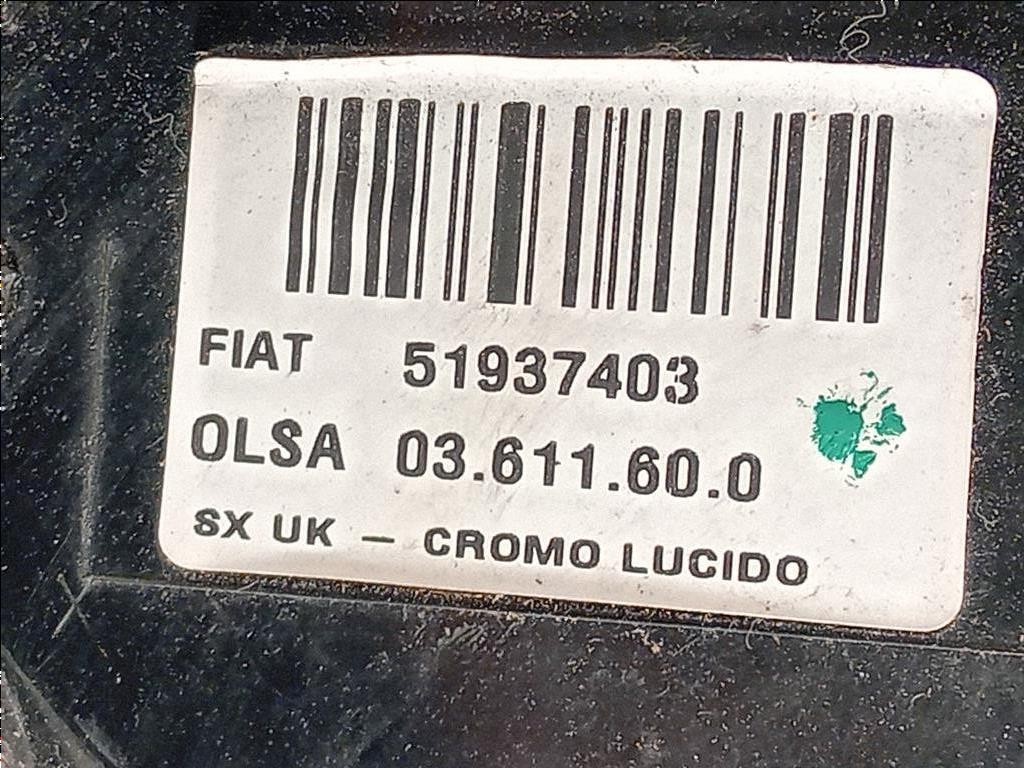 FIAT 51937403
OLSA 03.611.60.0
SX UK – CROMO LUCIDO